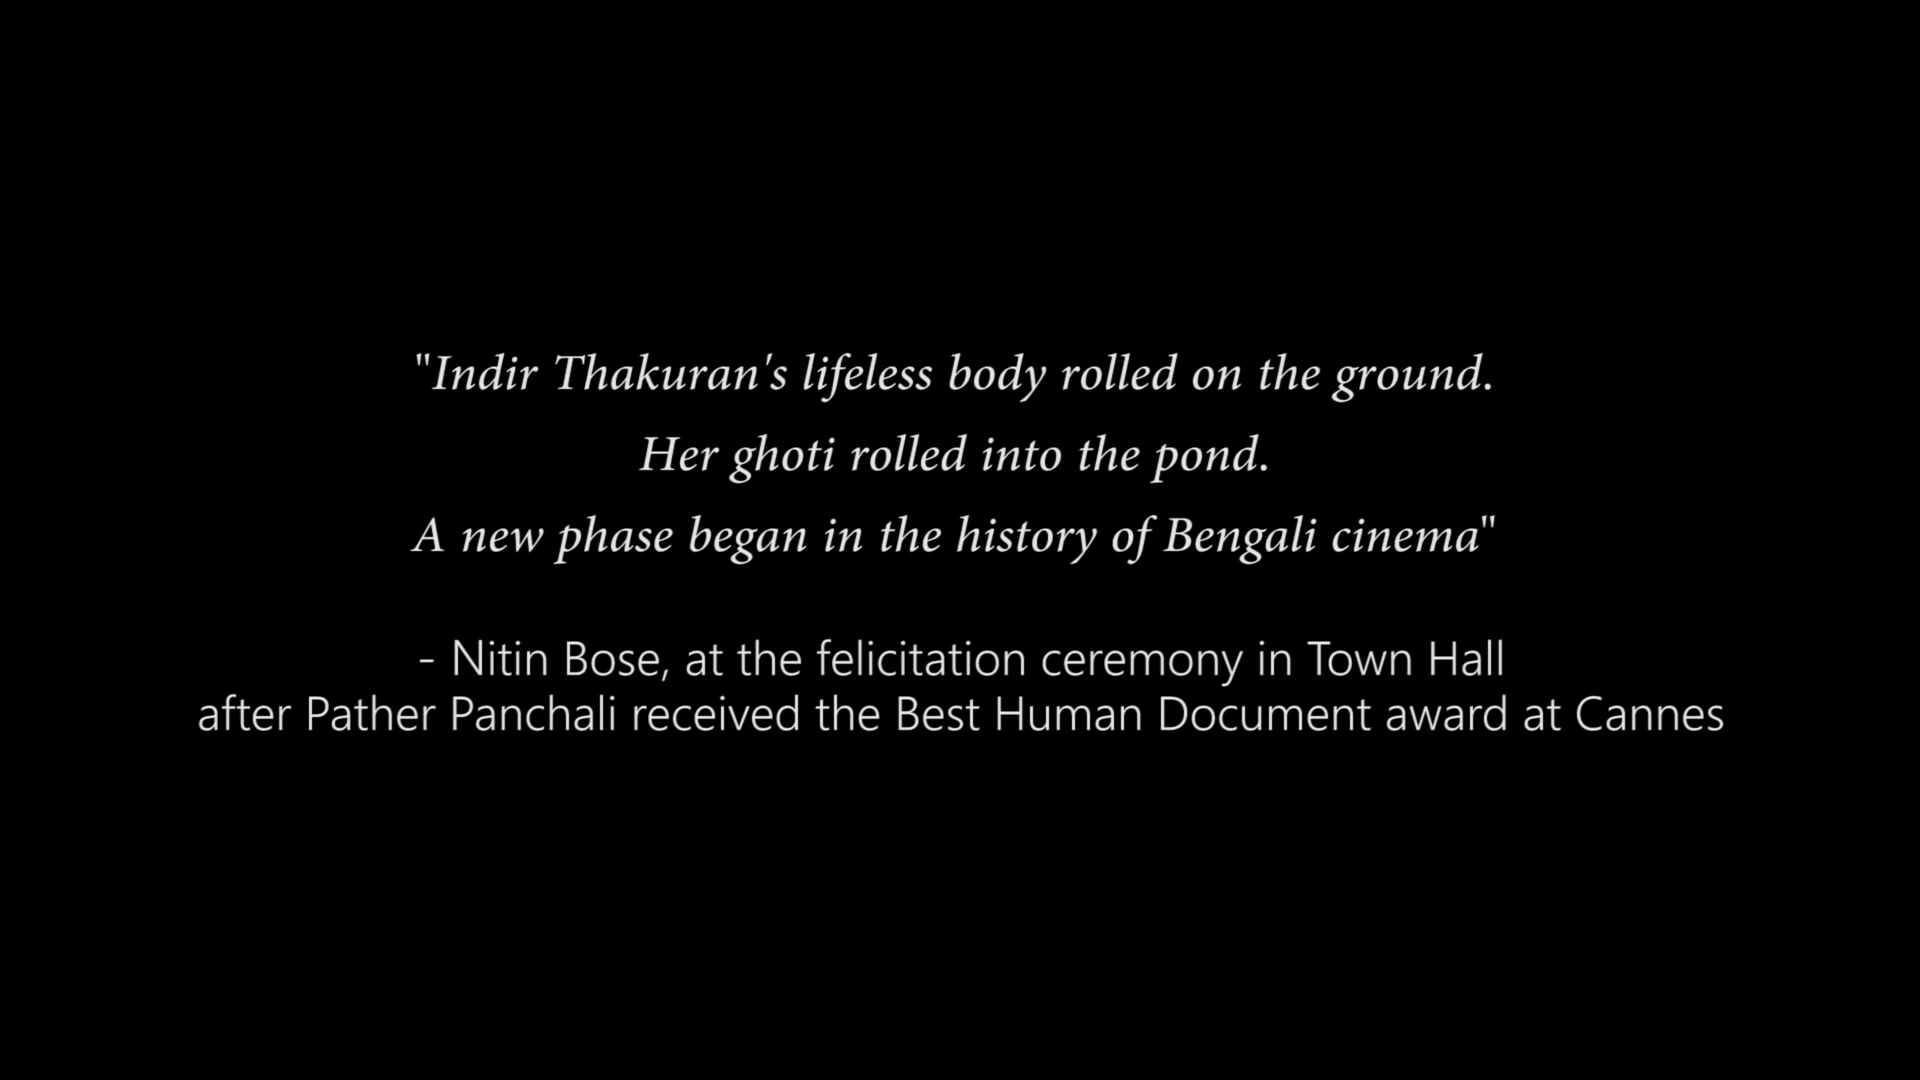 "Indir Thakuran's lifeless body rolled on the ground.
Her ghoti rolled into the pond.
A new phase began in the history of Bengali cinema"
- Nitin Bose, at the felicitation ceremony in Town Hall
after Pather Panchali received the Best Human Document award at Cannes